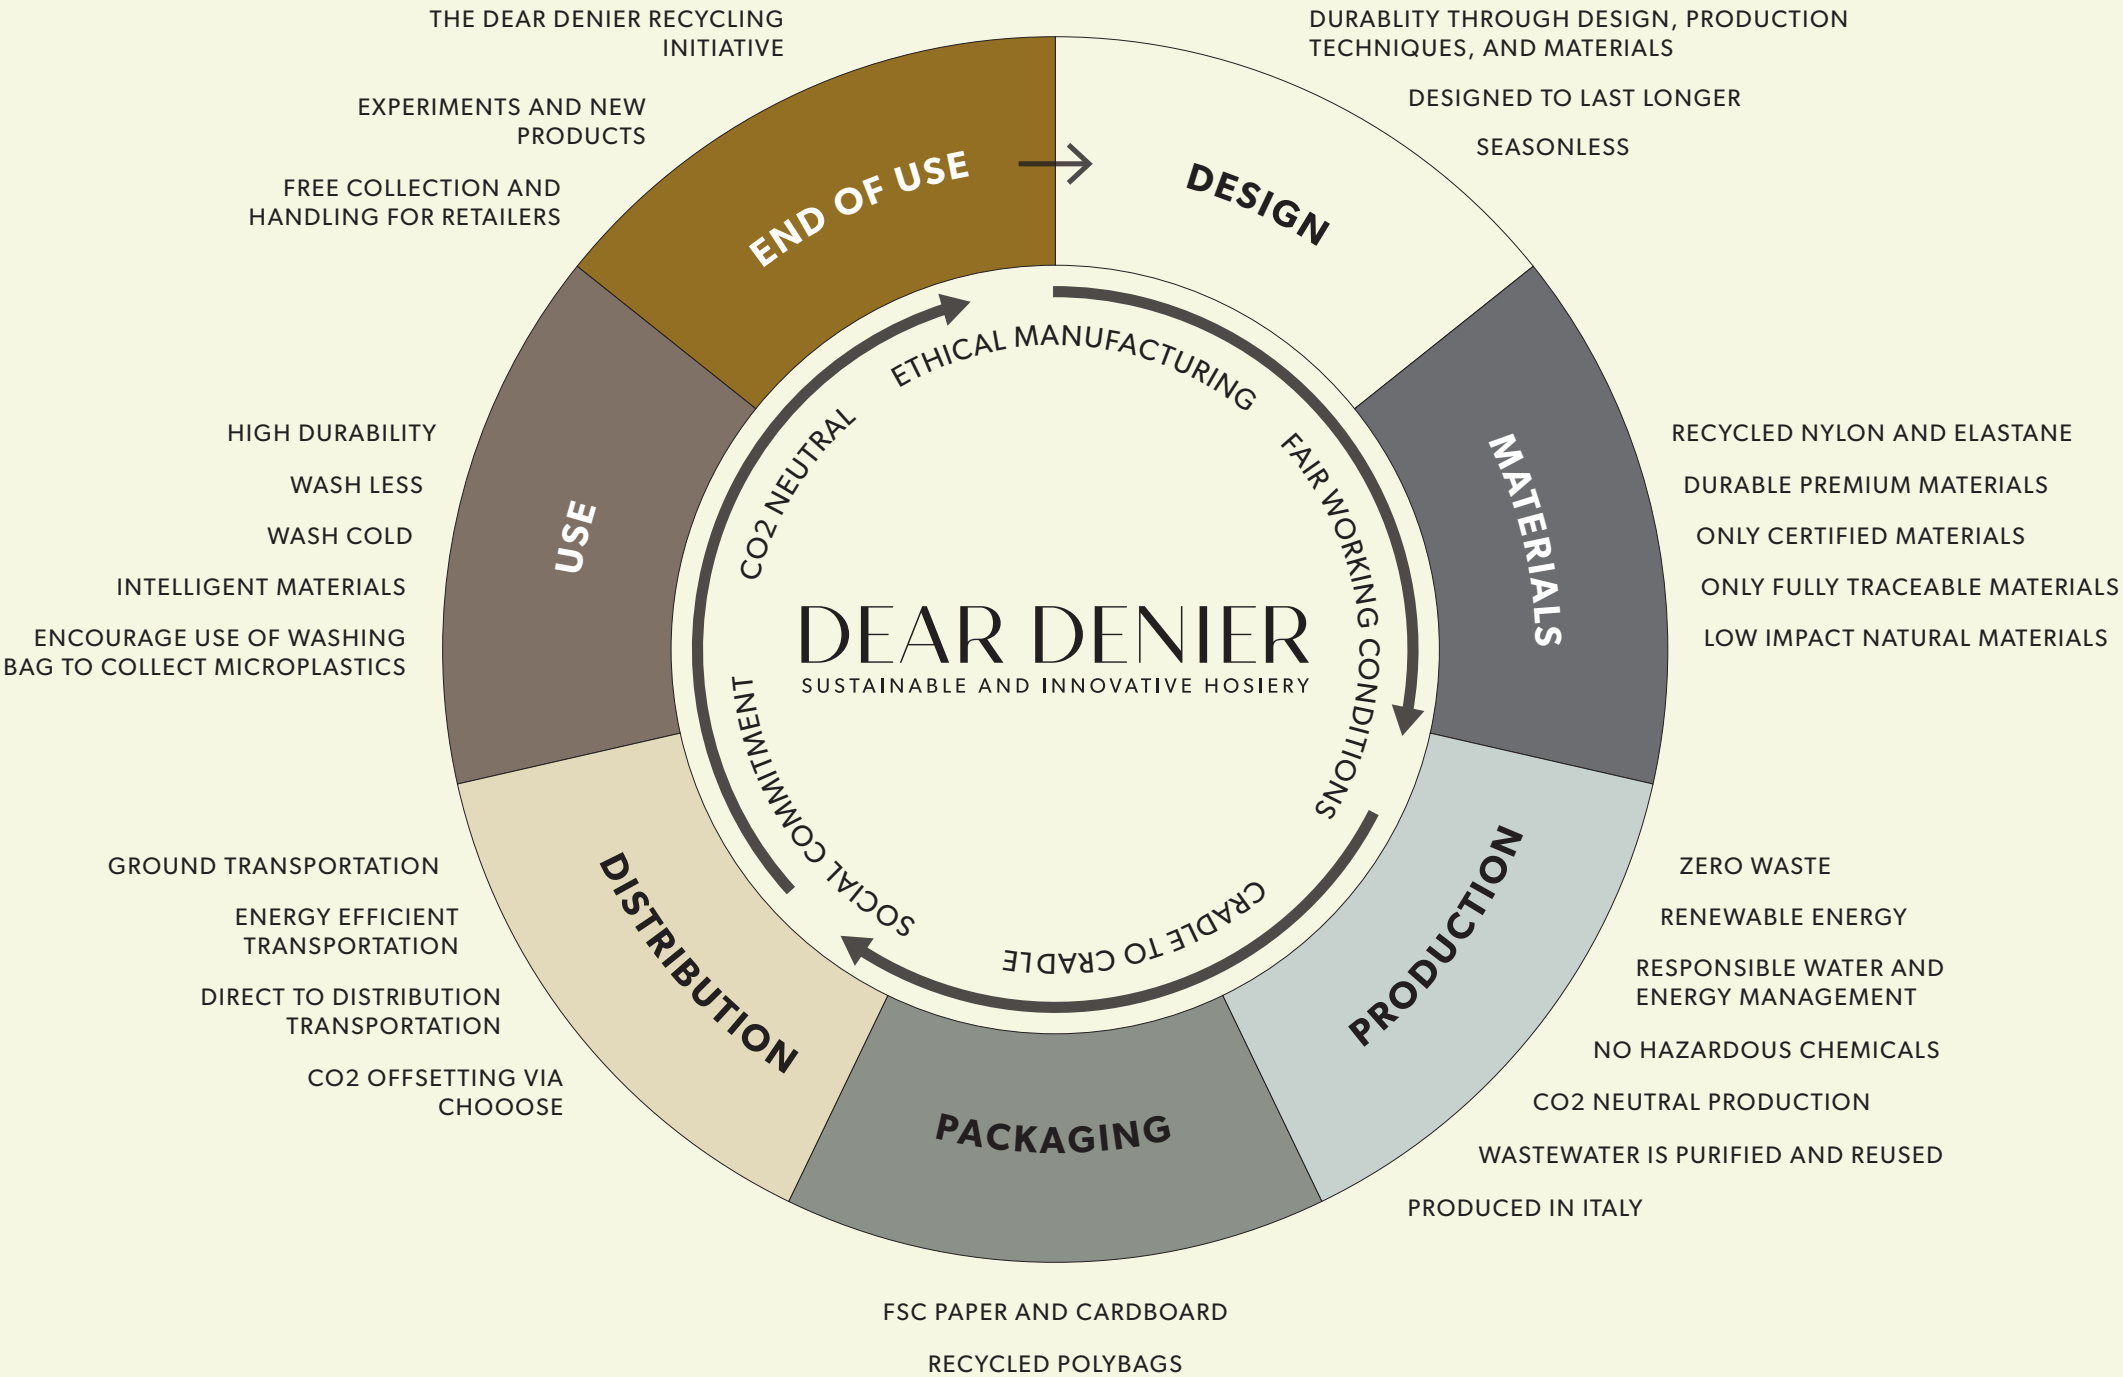 THE DEAR DENIER RECYCLING
INITIATIVE
EXPERIMENTS AND NEW
PRODUCTS
FREE COLLECTION AND
HANDLING FOR RETAILERS
END OF USE
DURABLITY THROUGH DESIGN, PRODUCTION
TECHNIQUES, AND MATERIALS
DESIGNED TO LAST LONGER
SEASONLESS
DESIGN
RECYCLED NYLON AND ELASTANE
DURABLE PREMIUM MATERIALS
ONLY CERTIFIED MATERIALS
ONLY FULLY TRACEABLE MATERIALS
LOW IMPACT NATURAL MATERIALS
MATERIALS
ZERO WASTE
RENEWABLE ENERGY
RESPONSIBLE WATER AND
ENERGY MANAGEMENT
NO HAZARDOUS CHEMICALS
CO2 NEUTRAL PRODUCTION
WASTEWATER IS PURIFIED AND REUSED
PRODUCED IN ITALY
PRODUCTION
PACKAGING
FSC PAPER AND CARDBOARD
RECYCLED POLYBAGS
DISTRIBUTION
GROUND TRANSPORTATION
ENERGY EFFICIENT
TRANSPORTATION
DIRECT TO DISTRIBUTION
TRANSPORTATION
CO2 OFFSETTING VIA
CHOOOSE
USE
HIGH DURABILITY
WASH LESS
WASH COLD
INTELLIGENT MATERIALS
ENCOURAGE USE OF WASHING
BAG TO COLLECT MICROPLASTICS
ETHICAL MANUFACTURING
FAIR WORKING CONDITIONS
CRADLE TO CRADLE
SOCIAL COMMITMENT
CO2 NEUTRAL
DEAR DENIER
SUSTAINABLE AND INNOVATIVE HOSIERY